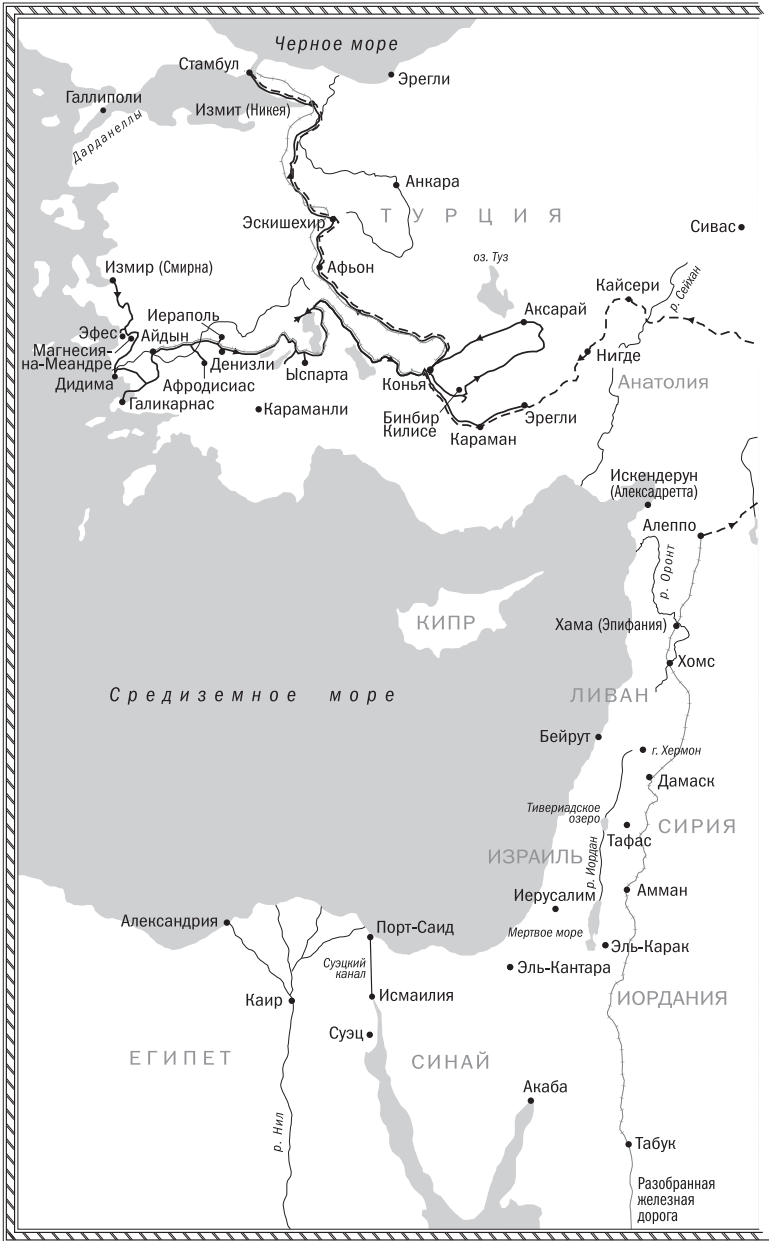 Черное море
Стамбул
Эрегли
Галлиполи
Измит (Никея)
Дарданеллы
Анкара
ТУРЦИЯ
Эскишехир
Сивас
оз. Туз
Измир (Смирна)
Афьон
Кайсери
р. Сейхан
Аксарай
Иераполь
Эфес
Айдын
Магнесия-
на-Меандре
Нигде
Денизли
Ыспарта
Дидима
Афродисиас
Конья
Анатолия
Галикарнас
Караманли
Бинбир
Килисе
Эрегли
Караман
Искендерун
(Алексадретта)
Алеппо
р. Оронт
КИПР
Хама (Эпифания)
Хомс
Средиземное море
ЛИВАН
Бейрут
г. Хермон
Дамаск
Тивериадское
озеро
СИРИЯ
Тафас
ИЗРАИЛЬ
р. Иордан
Иерусалим
Амман
Александрия
Порт-Саид
Мертвое море
Эль-Карак
Суэцкий
канал
Эль-Кантара
Каир
Исмаилия
ИОРДАНИЯ
Суэц
ЕГИПЕТ
СИНАЙ
Акаба
р. Нил
Табук
Разобранная
железная
дорога